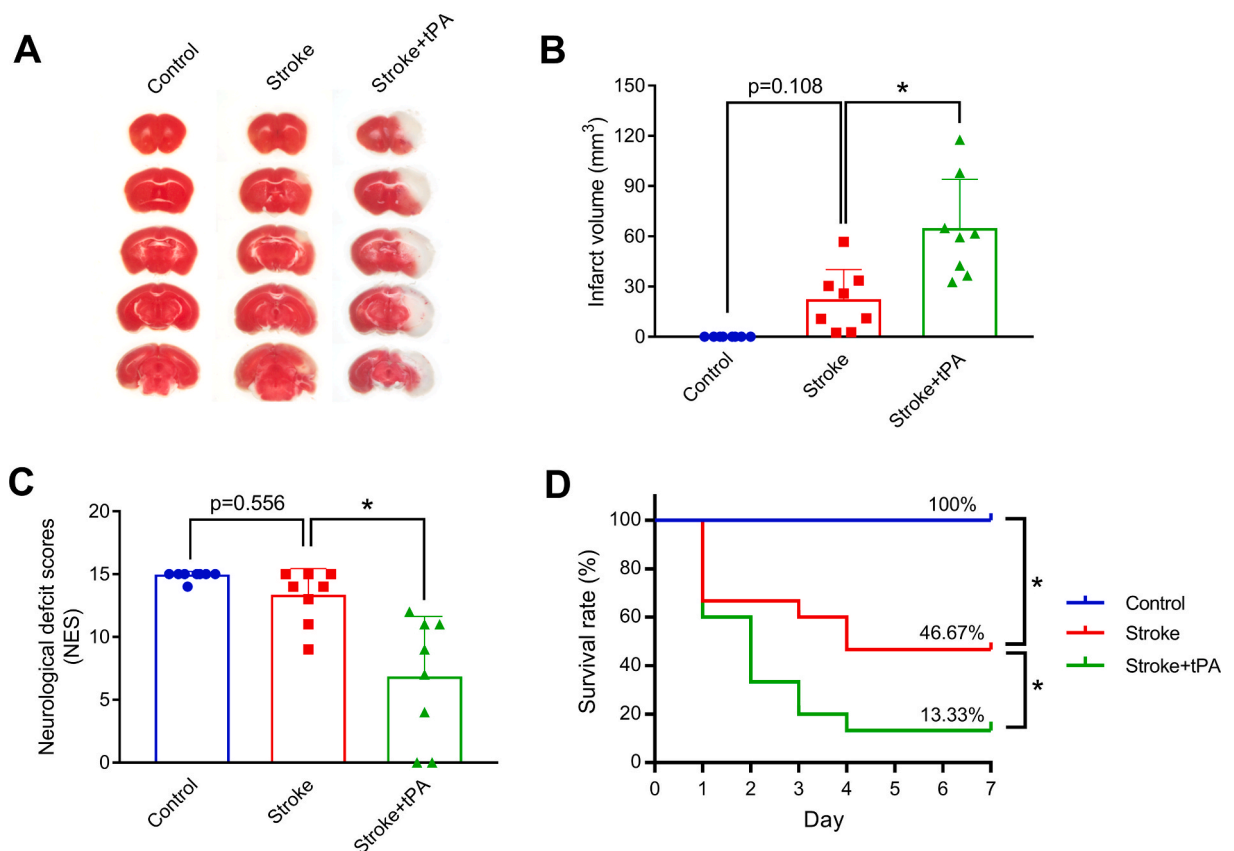 A
Control
Stroke
Stroke+tPA
B
Infarct volume (mm³)
150
120
90
60
30
0
p=0.108
*
Control
Stroke
Stroke+tPA
C
Neurological defcit scores
(NES)
20
15
10
5
0
p=0.556
*
Control
Stroke
Stroke+tPA
D
Survival rate (%)
100
80
60
40
20
0
100%
46.67%
13.33%
*
*
0 1 2 3 4 5 6 7
Day
Control
Stroke
Stroke+tPA